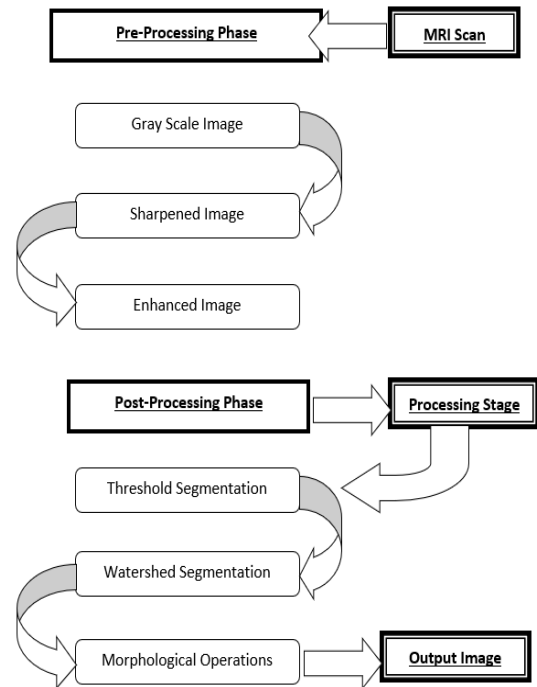 Pre-Processing Phase
MRI Scan
Gray Scale Image
Sharpened Image
Enhanced Image
Post-Processing Phase
Processing Stage
Threshold Segmentation
Watershed Segmentation
Morphological Operations
Output Image